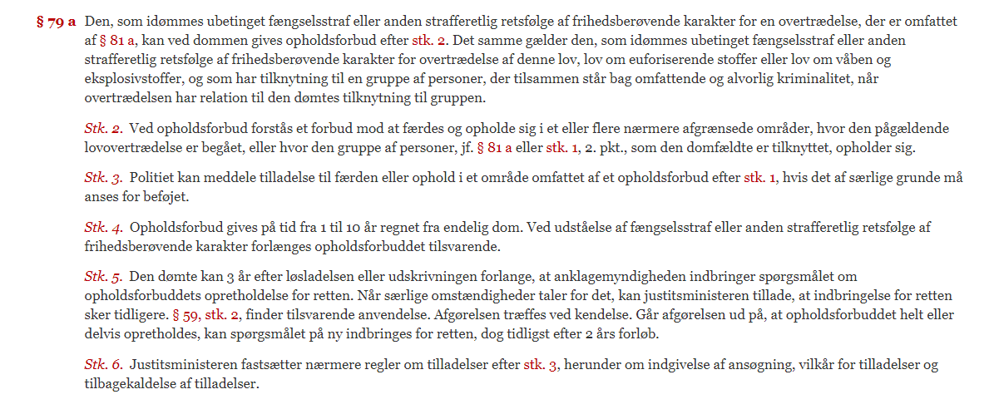 § 79 a Den, som idømmes ubetinget fængselsstraf eller anden strafferetlig retsfølge af frihedsberøvende karakter for en overtrædelse, der er omfattet
af § 81 a, kan ved dommen gives opholdsforbud efter stk. 2. Det samme gælder den, som idømmes ubetinget fængselsstraf eller anden
strafferetlig retsfølge af frihedsberøvende karakter for overtrædelse af denne lov, lov om euforiserende stoffer eller lov om våben og
eksplosivstoffer, og som har tilknytning til en gruppe af personer, der tilsammen står bag omfattende og alvorlig kriminalitet, når
overtrædelsen har relation til den dømtes tilknytning til gruppen.
Stk. 2. Ved opholdsforbud forstås et forbud mod at færdes og opholde sig i et eller flere nærmere afgrænsede områder, hvor den pågældende
lovovertrædelse er begået, eller hvor den gruppe af personer, jf. § 81 a eller stk. 1, 2. pkt., som den domfældte er tilknyttet, opholder sig.
Stk. 3. Politiet kan meddele tilladelse til færden eller ophold i et område omfattet af et opholdsforbud efter stk. 1, hvis det af særlige grunde må
anses for beføjet.
Stk. 4. Opholdsforbud gives på tid fra 1 til 10 år regnet fra endelig dom. Ved udståelse af fængselsstraf eller anden strafferetlig retsfølge af
frihedsberøvende karakter forlænges opholdsforbuddet tilsvarende.
Stk. 5. Den dømte kan 3 år efter løsladelsen eller udskrivningen forlange, at anklagemyndigheden indbringer spørgsmålet om
opholdsforbuddets opretholdelse for retten. Når særlige omstændigheder taler for det, kan justitsministeren tillade, at indbringelse for retten
sker tidligere. § 59, stk. 2, finder tilsvarende anvendelse. Afgørelsen træffes ved kendelse. Går afgørelsen ud på, at opholdsforbuddet helt eller
delvis opretholdes, kan spørgsmålet på ny indbringes for retten, dog tidligst efter 2 års forløb.
Stk. 6. Justitsministeren fastsætter nærmere regler om tilladelser efter stk. 3, herunder om indgivelse af ansøgning, vilkår for tilladelser og
tilbagekaldelse af tilladelser.